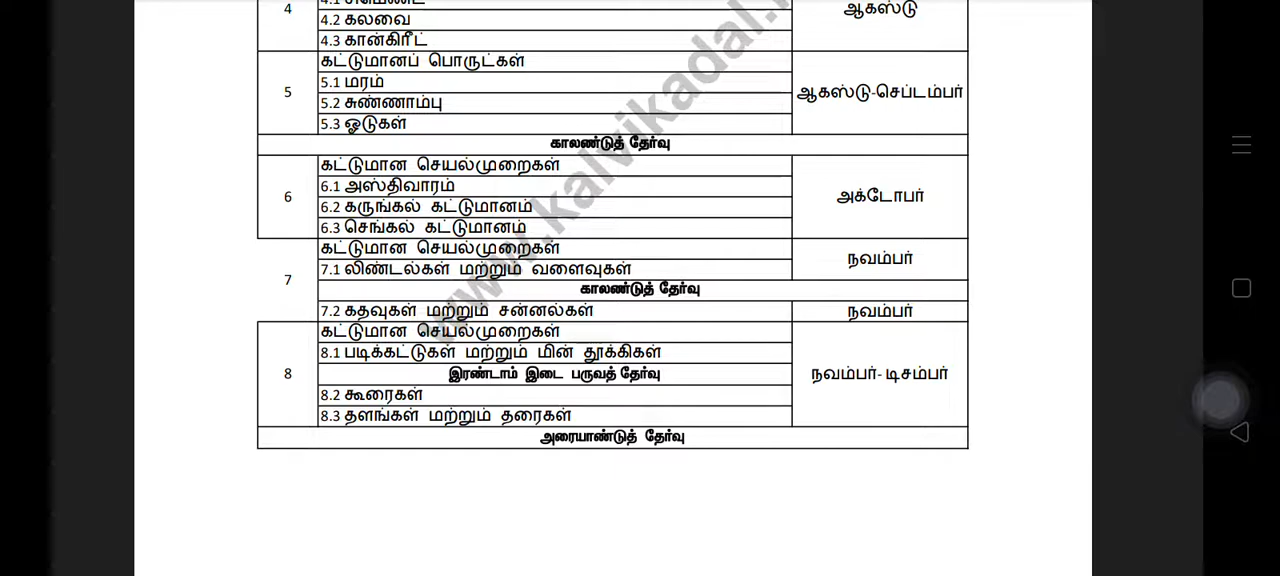 4
ஆகஸ்டு
4.2 கலவை
4.3 கான்கிரீட்
5
கட்டுமானப் பொருட்கள்
5.1 மரம்
5.2 சுண்ணாம்பு
5.3 ஓடுகள்
ஆகஸ்டு-செப்டம்பர்
காலண்டுத் தேர்வு
6
கட்டுமான செயல்முறைகள்
6.1 அஸ்திவாரம்
6.2 கருங்கல் கட்டுமானம்
6.3 செங்கல் கட்டுமானம்
அக்டோபர்
7
கட்டுமான செயல்முறைகள்
7.1 லிண்டல்கள் மற்றும் வளைவுகள்
நவம்பர்
காலண்டுத் தேர்வு
7.2 கதவுகள் மற்றும் சன்னல்கள்
நவம்பர்
8
கட்டுமான செயல்முறைகள்
8.1 படிக்கட்டுகள் மற்றும் மின் தூக்கிகள்
இரண்டாம் இடை பருவத் தேர்வு
8.2 கூரைகள்
8.3 தளங்கள் மற்றும் தரைகள்
நவம்பர்- டிசம்பர்
அரையாண்டுத் தேர்வு
www.kalvikadal.